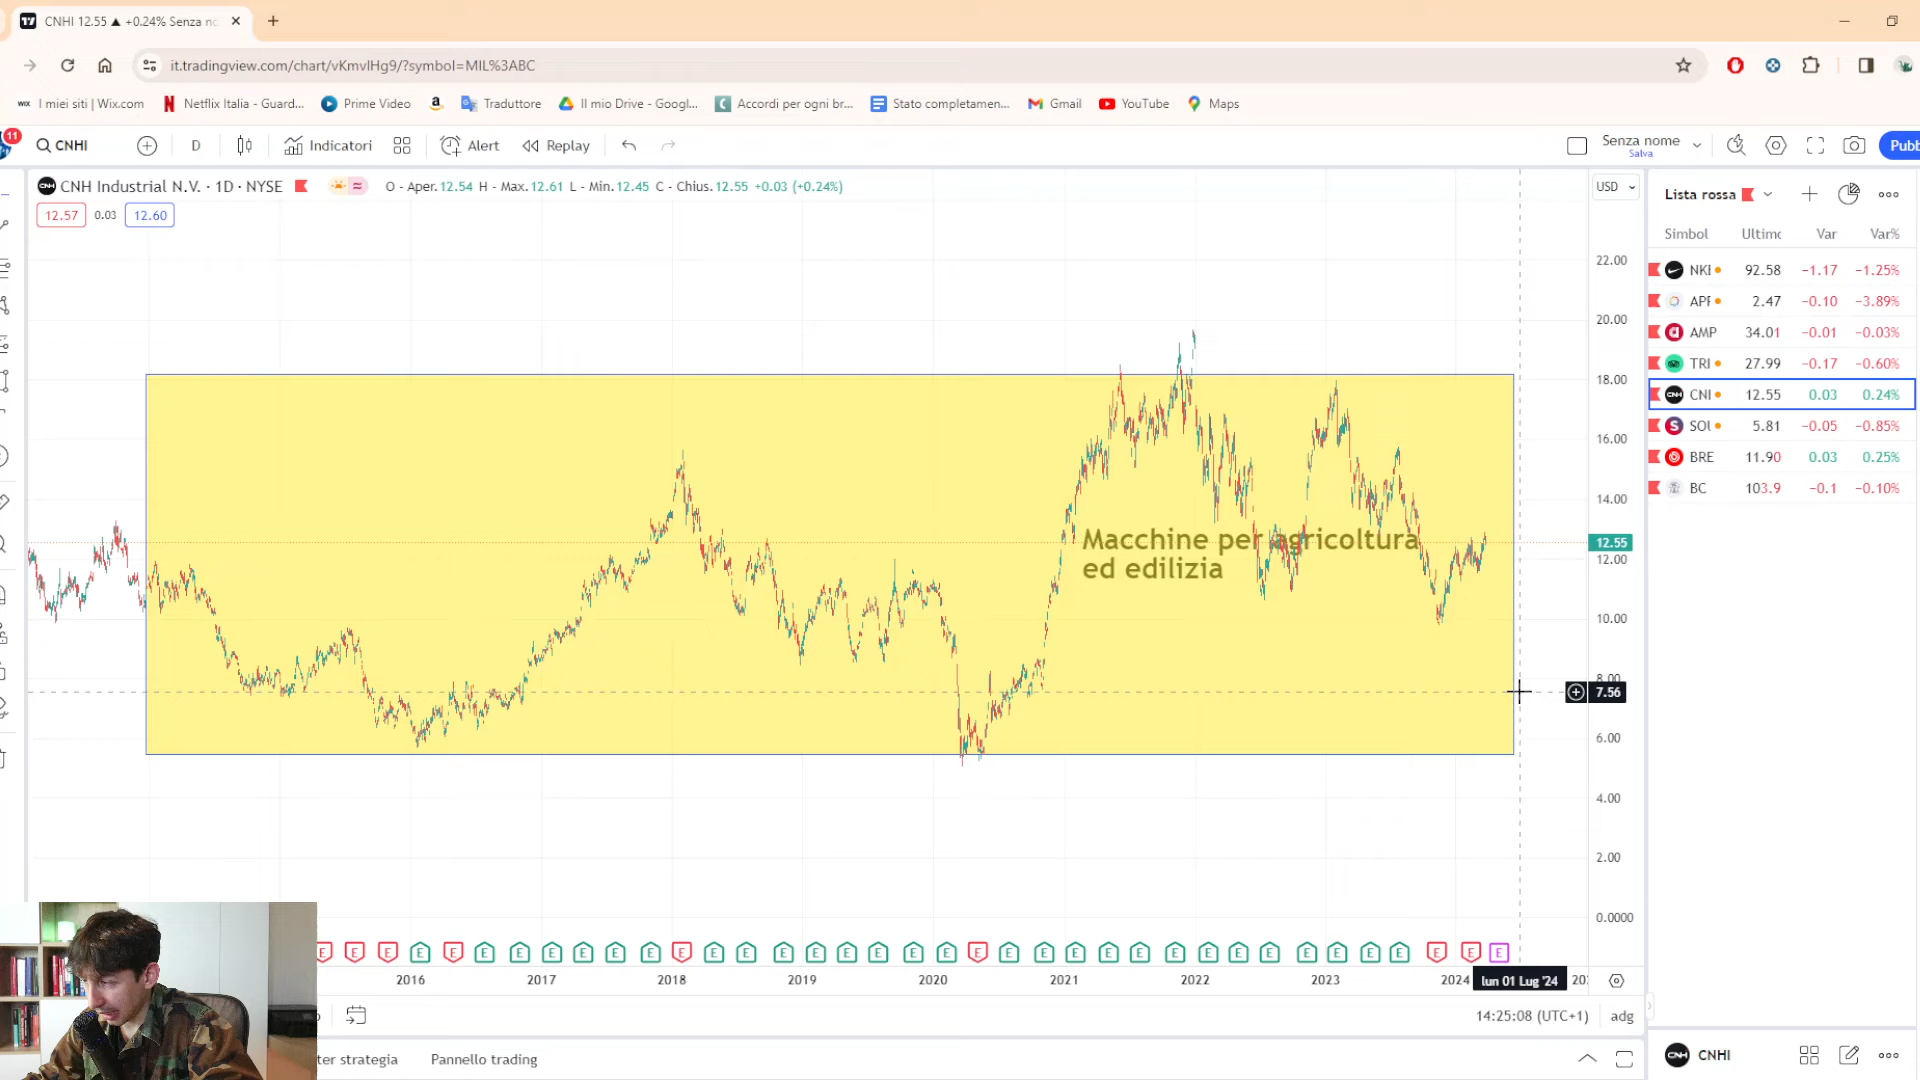 CNHI 12.55 ▲ +0.24% Senza no
it.tradingview.com/chart/vKmvlHg9/?symbol=MIL%3ABC
I miei siti | Wix.com
Netflix Italia - Guard...
Prime Video
Traduttore
Il mio Drive - Googl...
Accordi per ogni br...
Stato completamen...
Gmail
YouTube
Maps
11
CNHI
D
Indicatori
Alert
Replay
Senza nome
Salva
Pubb
CNH Industrial N.V. · 1D · NYSE
O - Aper.12.54 H - Max.12.61 L - Min.12.45 C - Chius.12.55 +0.03 (+0.24%)
12.57 0.03 12.60
USD
22.00
20.00
18.00
16.00
14.00
12.55
12.00
10.00
8.00
7.56
6.00
4.00
2.00
0.0000
Macchine per agricoltura
ed edilizia
E E E E E E E E E E E E E E E E E E E E E E E E E E E E E E E E E E E E E E
2016 2017 2018 2019 2020 2021 2022 2023 2024 lun 01 Lug '24
14:25:08 (UTC+1) adg
ter strategia
Pannello trading
Lista rossa
Simbol Ultimo Var Var%
NKE 92.58 −1.17 −1.25%
APF 2.47 −0.10 −3.89%
AMP 34.01 −0.01 −0.03%
TRI 27.99 −0.17 −0.60%
CNI 12.55 0.03 0.24%
SOU 5.81 −0.05 −0.85%
BRE 11.90 0.03 0.25%
BC 103.9 −0.1 −0.10%
CNHI